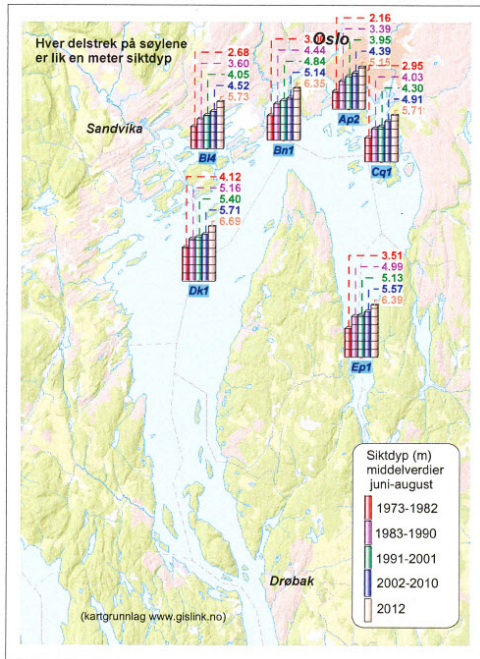 Hver delstrek på søylene
er lik en meter siktdyp
Oslo
Sandvika
2.68
3.60
4.05
4.52
5.73
Bl4
4.44
4.84
5.14
6.35
Bn1
2.16
3.39
3.95
4.39
5.15
Ap2
2.95
4.03
4.30
4.91
5.71
Cq1
4.12
5.16
5.40
5.71
6.69
Dk1
3.51
4.99
5.13
5.57
6.39
Ep1
Siktdyp (m)
middelverdier
juni-august
1973-1982
1983-1990
1991-2001
2002-2010
2012
Drøbak
(kartgrunnlag www.gislink.no)